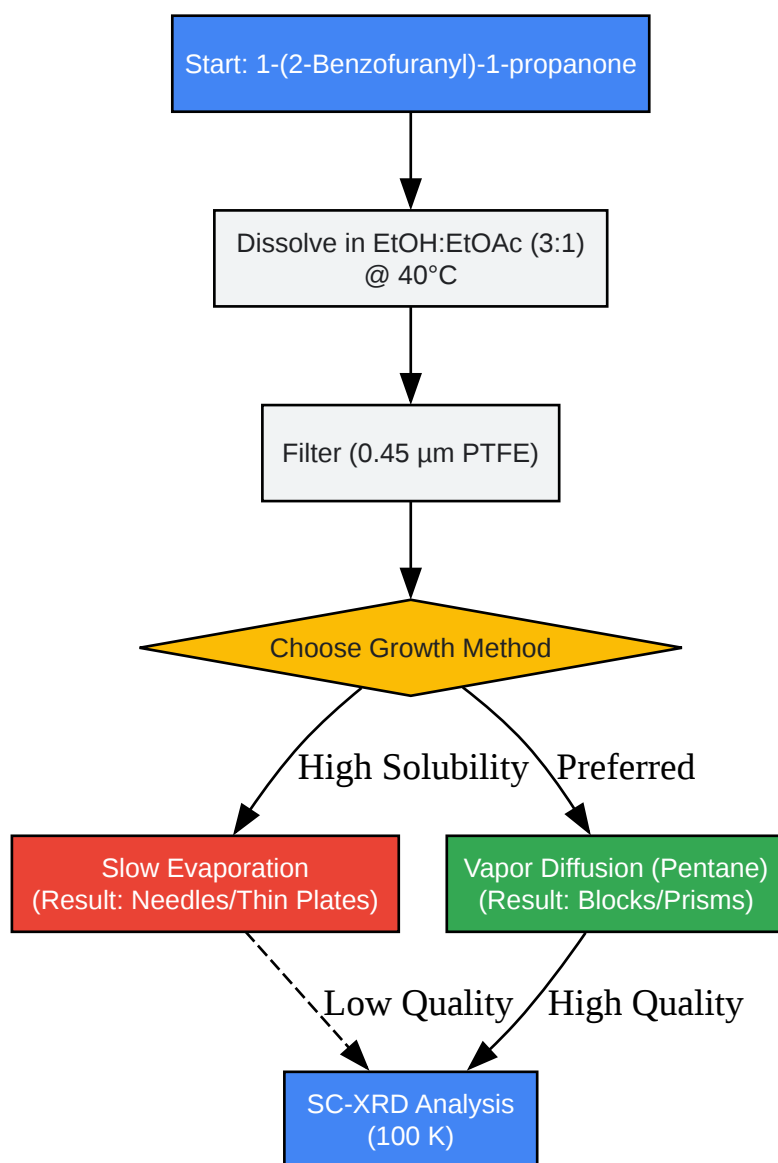 Start: 1-(2-Benzofuranyl)-1-propanone
Dissolve in EtOH:EtOAc (3:1)
@ 40°C
Filter (0.45 µm PTFE)
Choose Growth Method
High Solubility
Preferred
Slow Evaporation
(Result: Needles/Thin Plates)
Vapor Diffusion (Pentane)
(Result: Blocks/Prisms)
Low Quality
High Quality
SC-XRD Analysis
(100 K)